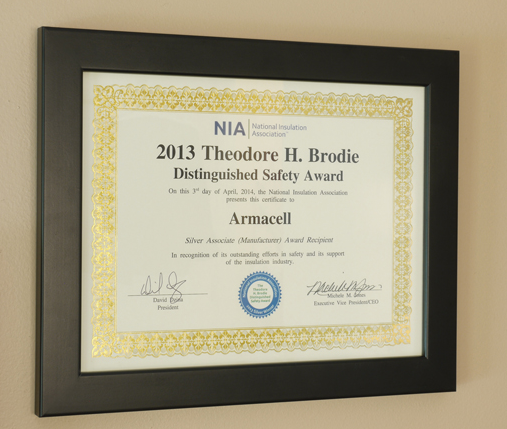 NIA National Insulation Association™
2013 Theodore H. Brodie
Distinguished Safety Award
On this 3rd day of April, 2014, the National Insulation Association
presents this certificate to
Armacell
Silver Associate (Manufacturer) Award Recipient
In recognition of its outstanding efforts in safety and its support
of the insulation industry.
David
President
The
Theodore
H. Brodie
Distinguished
Safety Award
Michele M. Jones
Executive Vice President/CEO